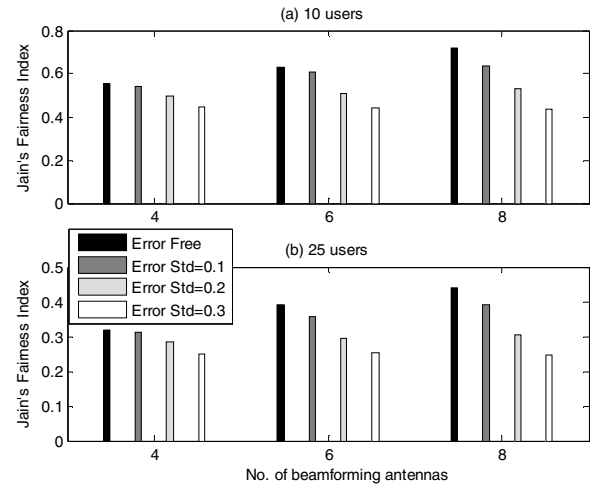 (a) 10 users
Jain's Fairness Index
0.8
0.6
0.4
0.2
0
4
6
8
Error Free
Error Std=0.1
Error Std=0.2
Error Std=0.3
(b) 25 users
Jain's Fairness Index
0.5
0.4
0.3
0.2
0.1
0
4
6
8
No. of beamforming antennas